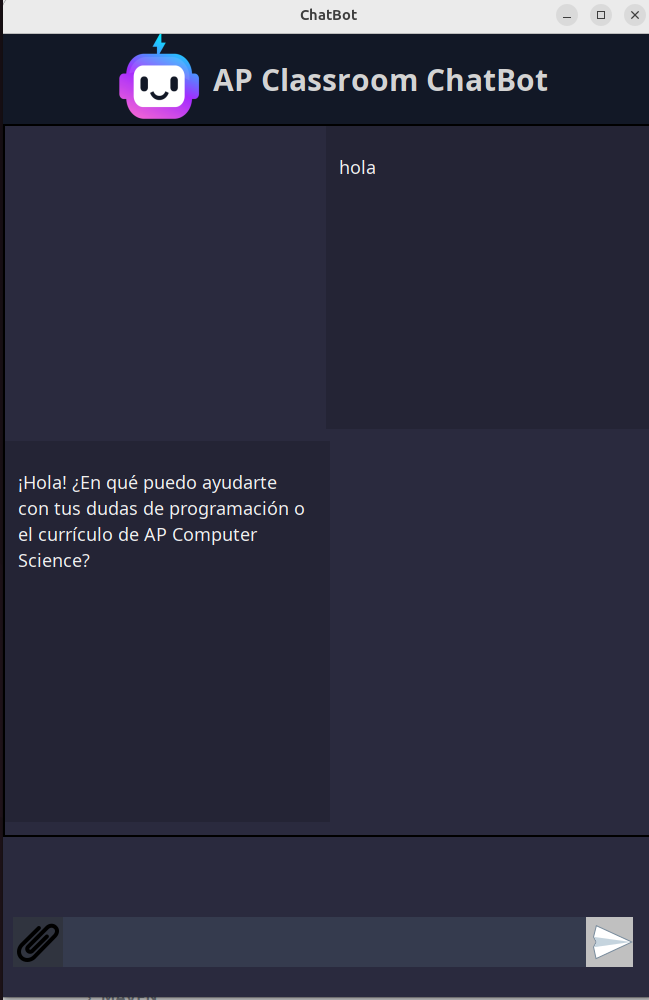 ChatBot
AP Classroom ChatBot
hola
¡Hola! ¿En qué puedo ayudarte
con tus dudas de programación o
el currículo de AP Computer
Science?